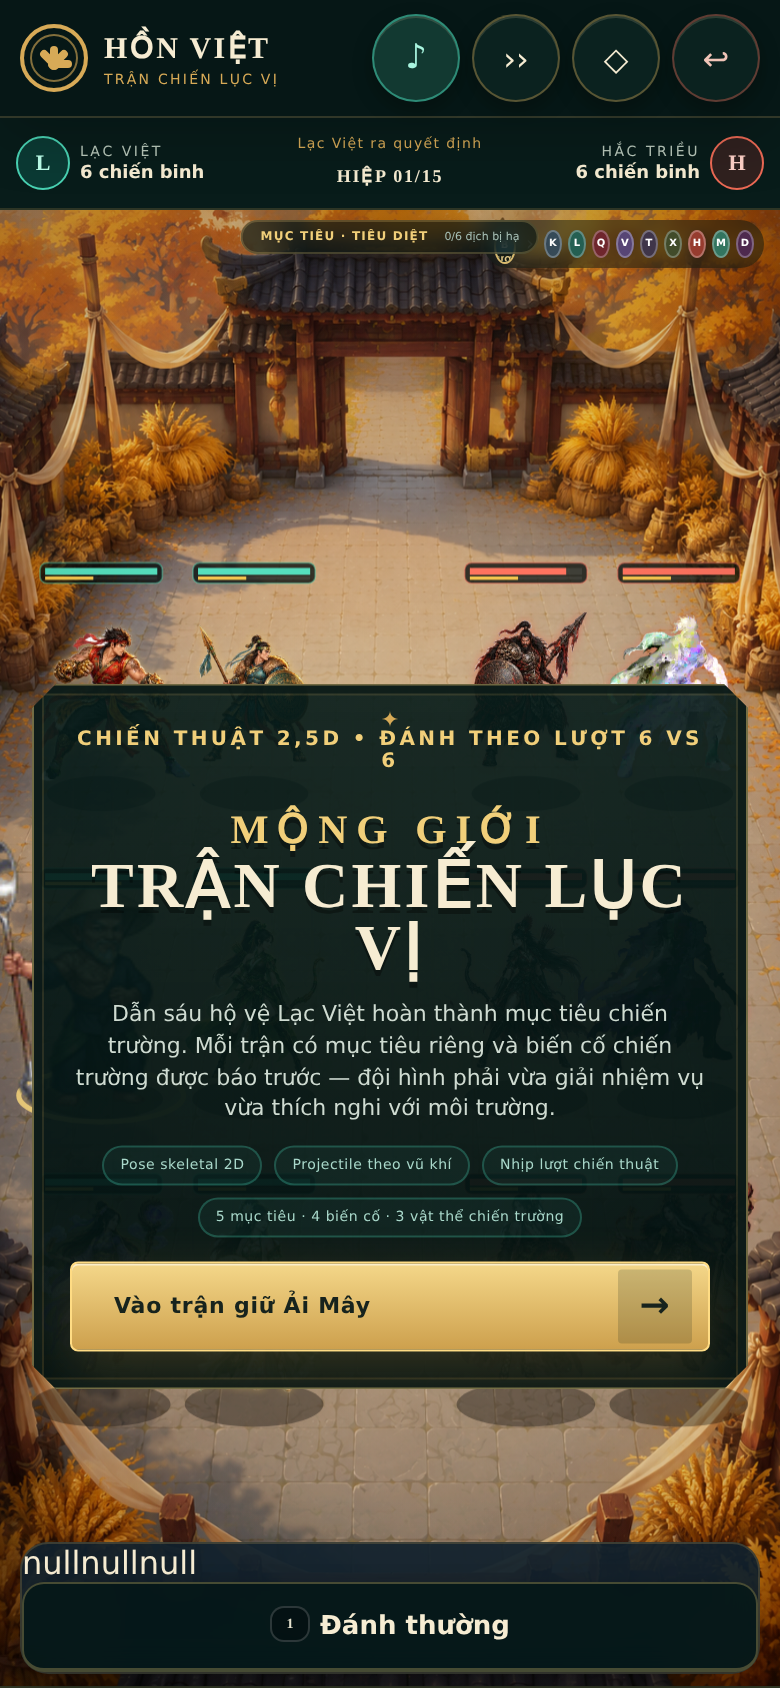 HỒN VIỆT
TRẬN CHIẾN LỤC VỊ
L
LẠC VIỆT
6 chiến binh
Lạc Việt ra quyết định
HIỆP 01/15
HẮC TRIỀU
6 chiến binh
H
MỤC TIÊU · TIÊU DIỆT 0/6 địch bị hạ
K L Q V T X H M D
CHIẾN THUẬT 2,5D • ĐÁNH THEO LƯỢT 6 VS
6
MỘNG GIỚI
TRẬN CHIẾN LỤC
VỊ
Dẫn sáu hộ vệ Lạc Việt hoàn thành mục tiêu chiến
trường. Mỗi trận có mục tiêu riêng và biến cố chiến
trường được báo trước — đội hình phải vừa giải nhiệm vụ
vừa thích nghi với môi trường.
Pose skeletal 2D
Projectile theo vũ khí
Nhịp lượt chiến thuật
5 mục tiêu · 4 biến cố · 3 vật thể chiến trường
Vào trận giữ Ải Mây →
nullnullnull
1 Đánh thường